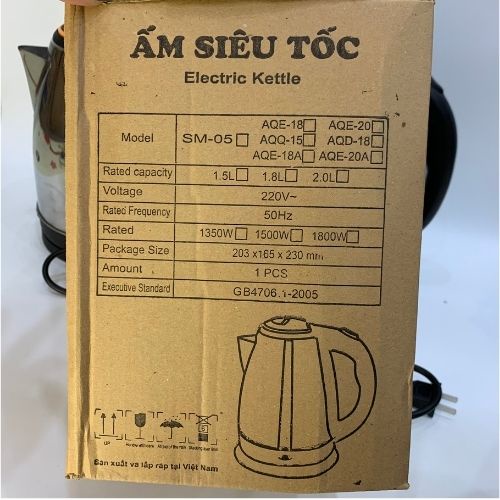 ẤM SIÊU TỐC
Electric Kettle
Model SM-05☐ AQE-18☐ AQE-20☐
AQQ-15☐ AQD-18☐
AQE-18A☐ AQE-20A☐
Rated capacity 1.5L☐ 1.8L☐ 2.0L☐
Voltage 220V~
Rated Frequency 50Hz
Rated 1350W☐ 1500W☐ 1800W☐
Package Size 203 x165 x 230 mm
Amount 1 PCS
Executive Standard GB4706.1-2005
UP
Sản xuất và lắp ráp tại Việt Nam